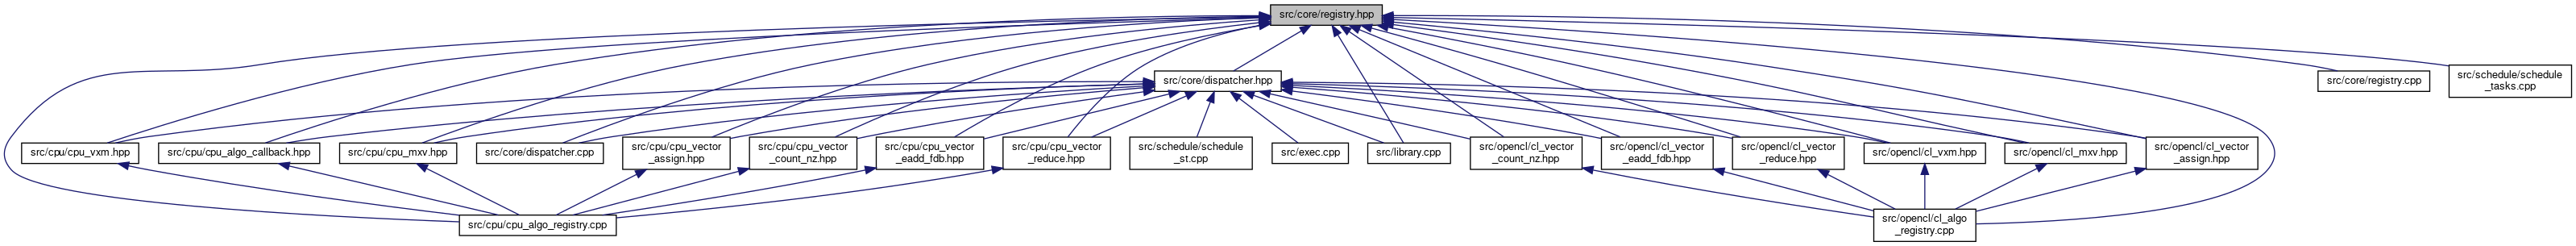 src/core/registry.hpp
src/core/dispatcher.hpp
src/core/registry.cpp
src/schedule/schedule
_tasks.cpp
src/cpu/cpu_vxm.hpp
src/cpu/cpu_algo_callback.hpp
src/cpu/cpu_mxv.hpp
src/core/dispatcher.cpp
src/cpu/cpu_vector
_assign.hpp
src/cpu/cpu_vector
_count_nz.hpp
src/cpu/cpu_vector
_eadd_fdb.hpp
src/cpu/cpu_vector
_reduce.hpp
src/schedule/schedule
_st.cpp
src/exec.cpp
src/library.cpp
src/opencl/cl_vector
_count_nz.hpp
src/opencl/cl_vector
_eadd_fdb.hpp
src/opencl/cl_vector
_reduce.hpp
src/opencl/cl_vxm.hpp
src/opencl/cl_mxv.hpp
src/opencl/cl_vector
_assign.hpp
src/cpu/cpu_algo_registry.cpp
src/opencl/cl_algo
_registry.cpp